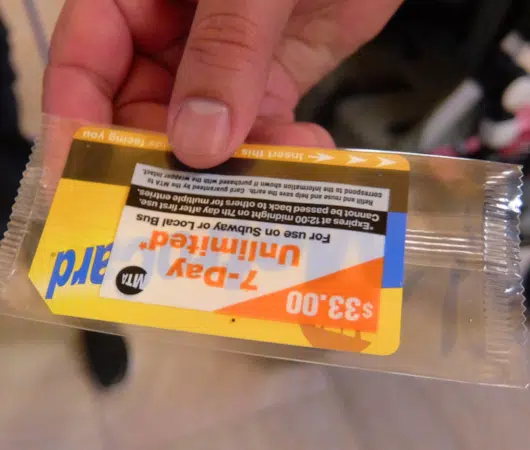 $33.00
7-Day
Unlimited*
MTA
For use on Subway or Local Bus
*Expires at 12:00 midnight on 7th day after first use.
Cannot be passed back to others for multiple entries.
Refill and reuse and help save the earth. Card guaranteed by the MTA to
correspond to the information shown if purchased with the wrapper intact.
ard
Insert this
facing you